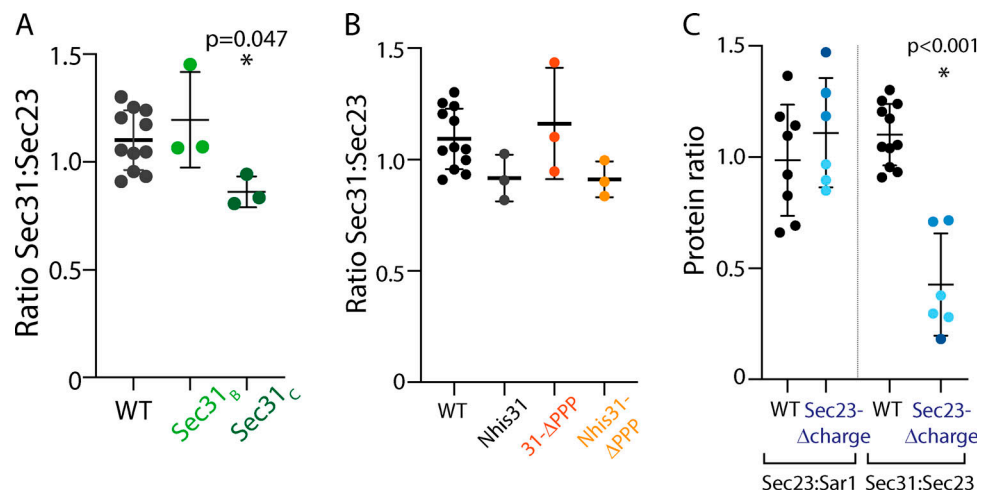 A
p=0.047
*
Ratio Sec31:Sec23
1.5
1.0
0.5
0
WT
Sec31B
Sec31C
B
Ratio Sec31:Sec23
1.5
1.0
0.5
0
WT
Nhis31
31-ΔPPP
Nhis31-
ΔPPP
C
p<0.001
*
Protein ratio
1.5
1.0
0.5
0
WT
Sec23-
Δcharge
WT
Sec23-
Δcharge
Sec23:Sar1
Sec31:Sec23